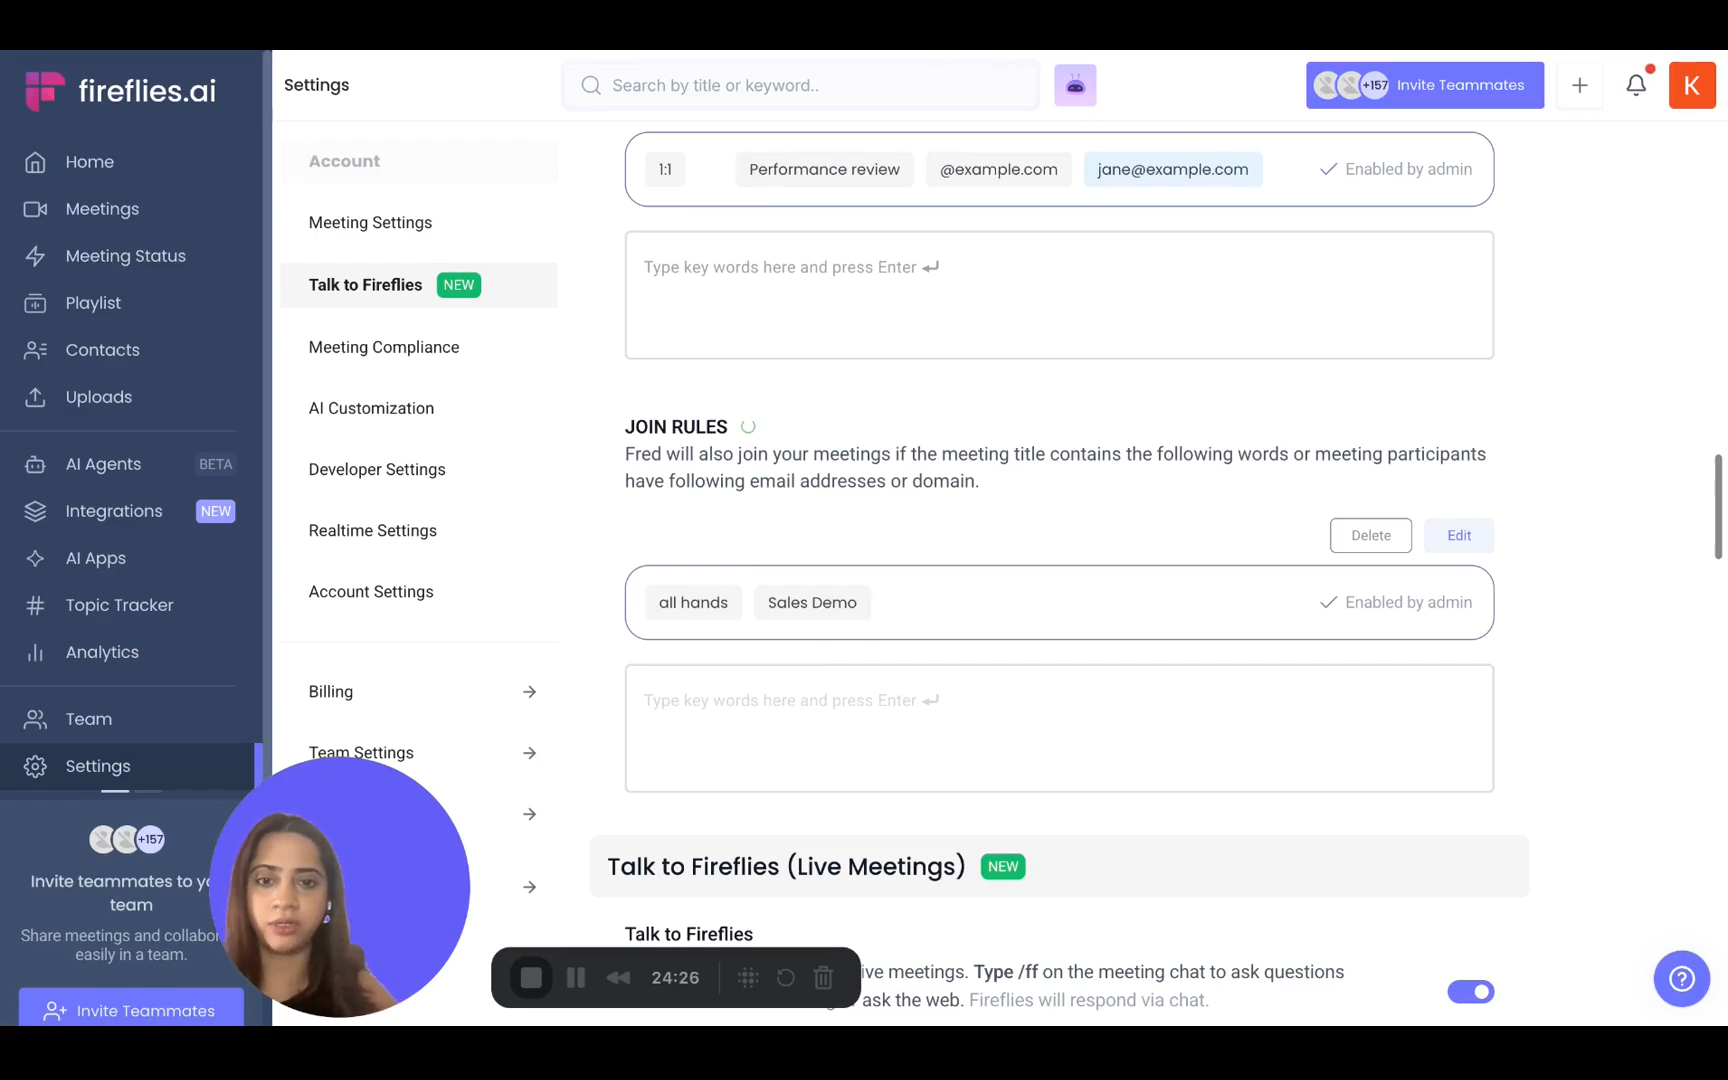 fireflies.ai
Home
Meetings
Meeting Status
Playlist
Contacts
Uploads
AI Agents BETA
Integrations NEW
AI Apps
Topic Tracker
Analytics
Team
Settings
+157
Invite teammates to yo
team
Share meetings and collabor
easily in a team.
Invite Teammates
Settings
Search by title or keyword..
+157 Invite Teammates
K
Account
Meeting Settings
Talk to Fireflies NEW
Meeting Compliance
AI Customization
Developer Settings
Realtime Settings
Account Settings
Billing
Team Settings
1:1 Performance review @example.com jane@example.com Enabled by admin
Type key words here and press Enter
JOIN RULES
Fred will also join your meetings if the meeting title contains the following words or meeting participants
have following email addresses or domain.
Delete Edit
all hands Sales Demo Enabled by admin
Type key words here and press Enter
Talk to Fireflies (Live Meetings) NEW
Talk to Fireflies
ive meetings. Type /ff on the meeting chat to ask questions
ask the web. Fireflies will respond via chat.
24:26